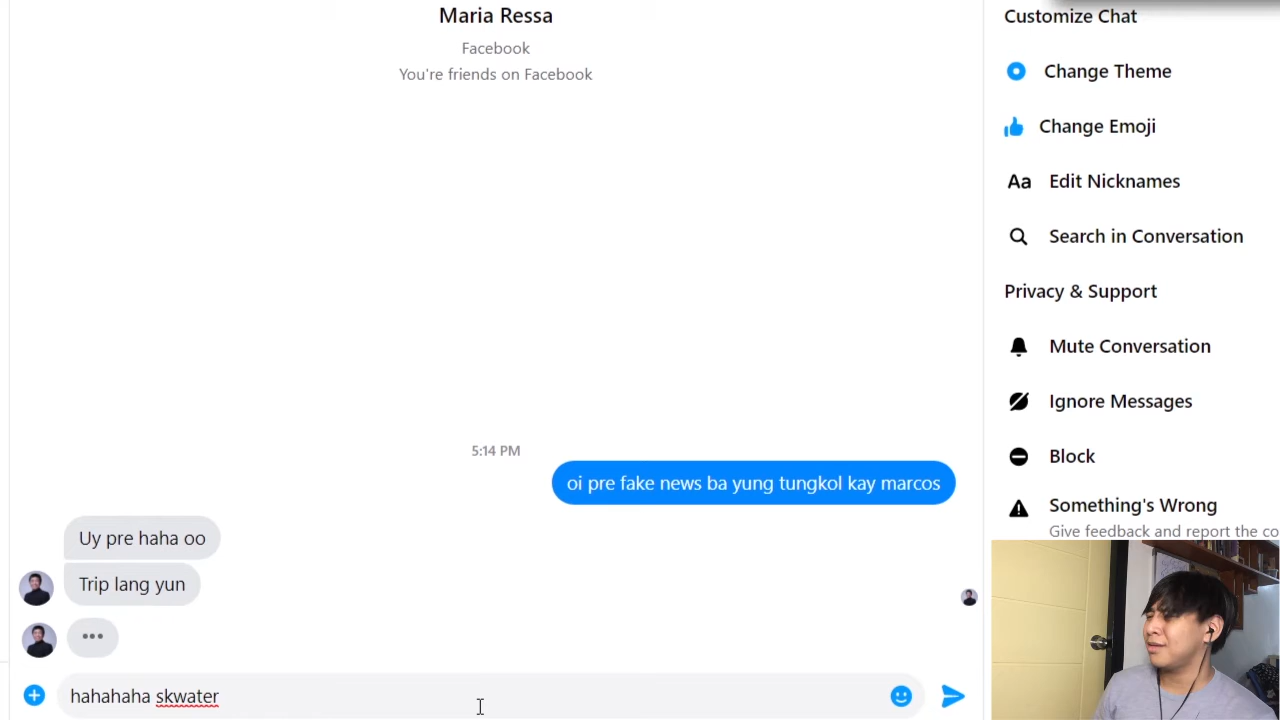 Maria Ressa
Facebook
You're friends on Facebook
5:14 PM
oi pre fake news ba yung tungkol kay marcos
Uy pre haha oo
Trip lang yun
hahahaha skwater
Customize Chat
Change Theme
Change Emoji
Aa Edit Nicknames
Search in Conversation
Privacy & Support
Mute Conversation
Ignore Messages
Block
Something's Wrong
Give feedback and report the co